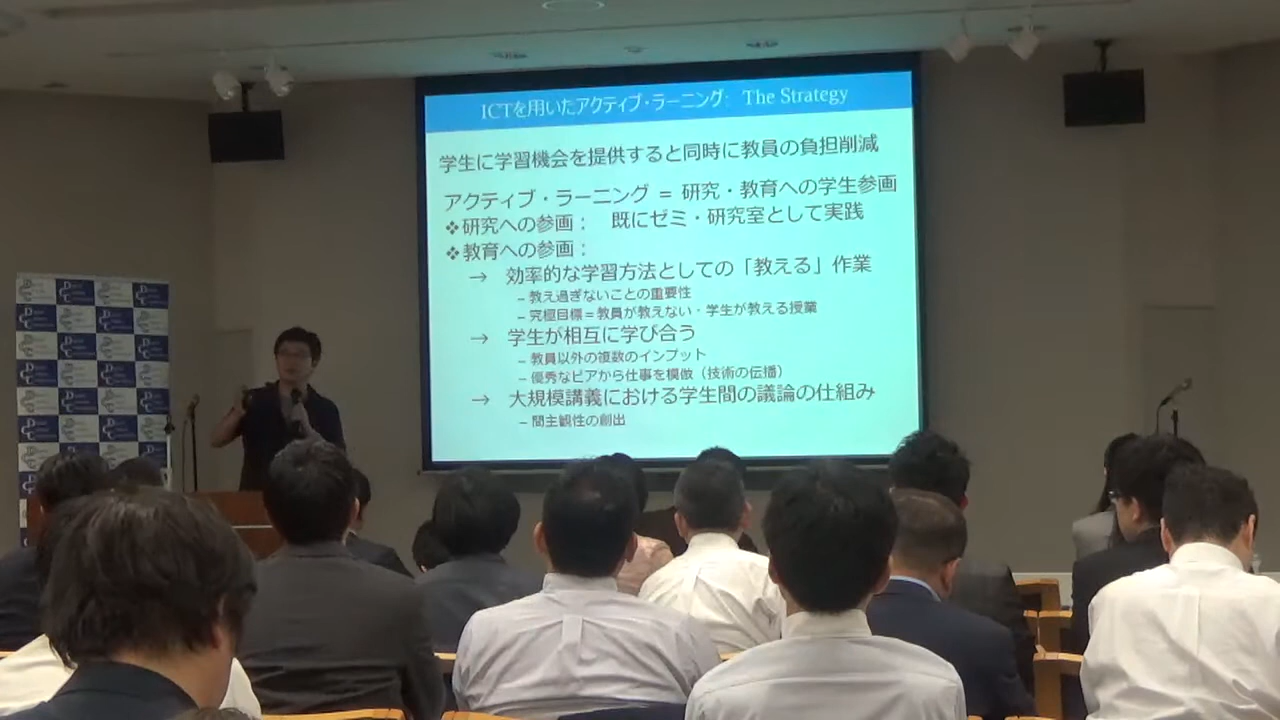 ICTを用いたアクティブ・ラーニング: The Strategy
学生に学習機会を提供すると同時に教員の負担削減
アクティブ・ラーニング = 研究・教育への学生参画
❖研究への参画： 既にゼミ・研究室として実践
❖教育への参画：
→ 効率的な学習方法としての「教える」作業
– 教え過ぎないことの重要性
– 究極目標＝教員が教えない・学生が教える授業
→ 学生が相互に学び合う
– 教員以外の複数のインプット
– 優秀なピアから仕事を模倣（技術の伝播）
→ 大規模講義における学生間の議論の仕組み
– 間主観性の創出